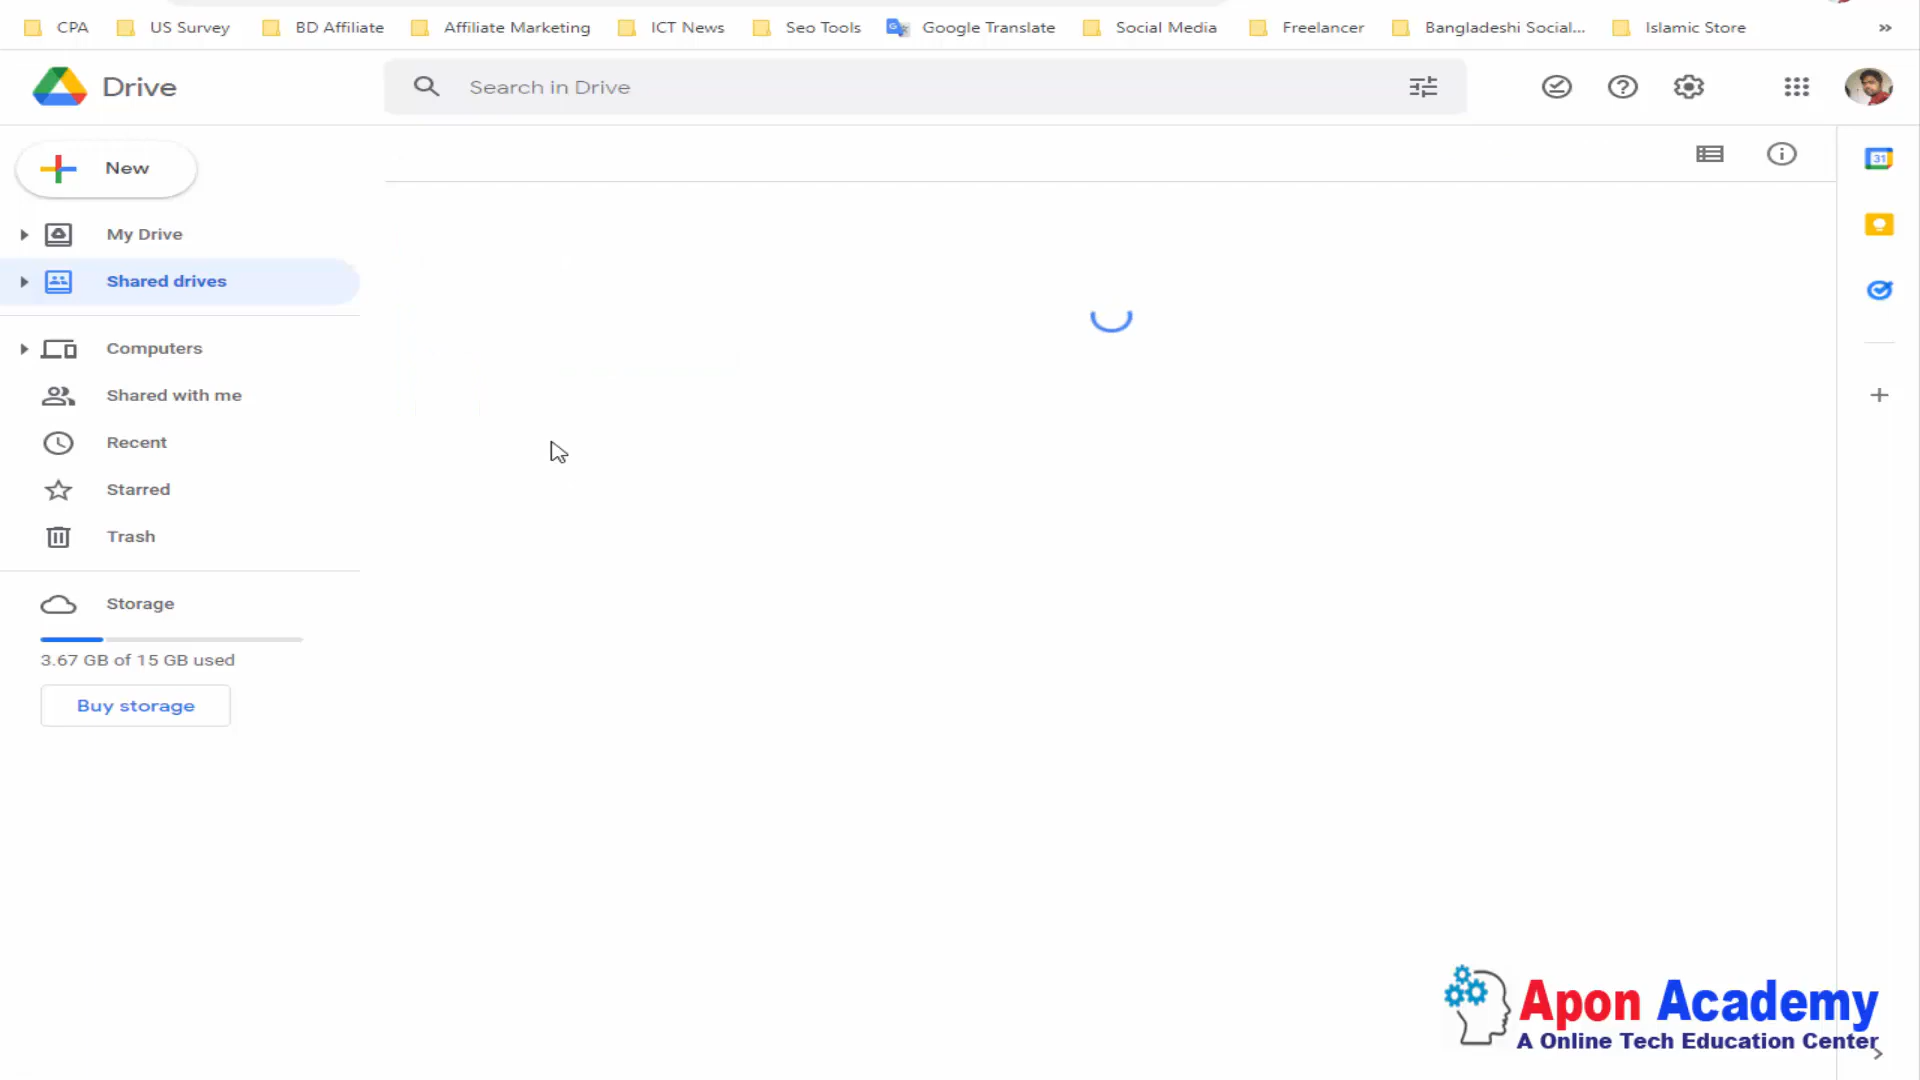 CPA US Survey BD Affiliate Affiliate Marketing ICT News Seo Tools Google Translate Social Media Freelancer Bangladeshi Social... Islamic Store »
Drive
Search in Drive
New
31
My Drive
Shared drives
Computers
Shared with me
Recent
Starred
Trash
Storage
3.67 GB of 15 GB used
Buy storage
Apon Academy
A Online Tech Education Center